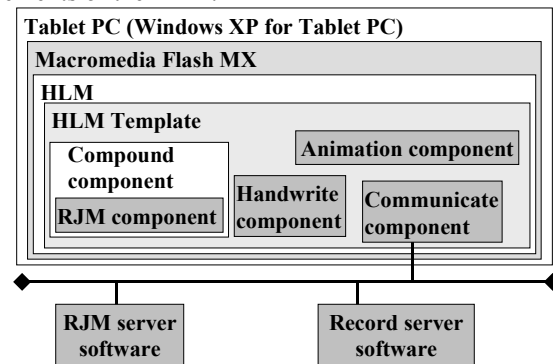 Tablet PC (Windows XP for Tablet PC)
Macromedia Flash MX
HLM
HLM Template
Compound
component
RJM component
Animation component
Handwrite
component
Communicate
component
RJM server
software
Record server
software